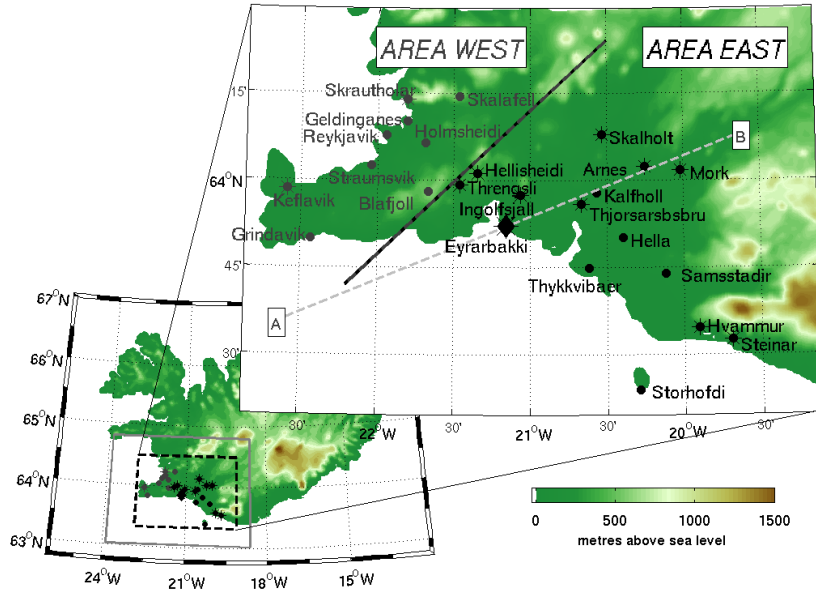 AREA WEST
AREA EAST
15'
Skrautholar
Skalafell
Geldinganes
Reykjavik
Holmsheidi
Skalholt
B
64°N
Straumsvik
Hellisheidi
Arnes
Mork
Keflavik
Blafjoll
Threngsli
Kalfholl
Ingolfsjall
Thjorsarsbsbru
Grindavik
Eyrarbakki
Hella
45'
Thykkvibaer
Samsstadir
A
67°N
30'
Hvammur
Steinar
66°N
Storhofdi
22°W
30'
21°W
30'
20°W
30'
65°N
64°N
63°N
0
500
1000
1500
metres above sea level
24°W
21°W
18°W
15°W